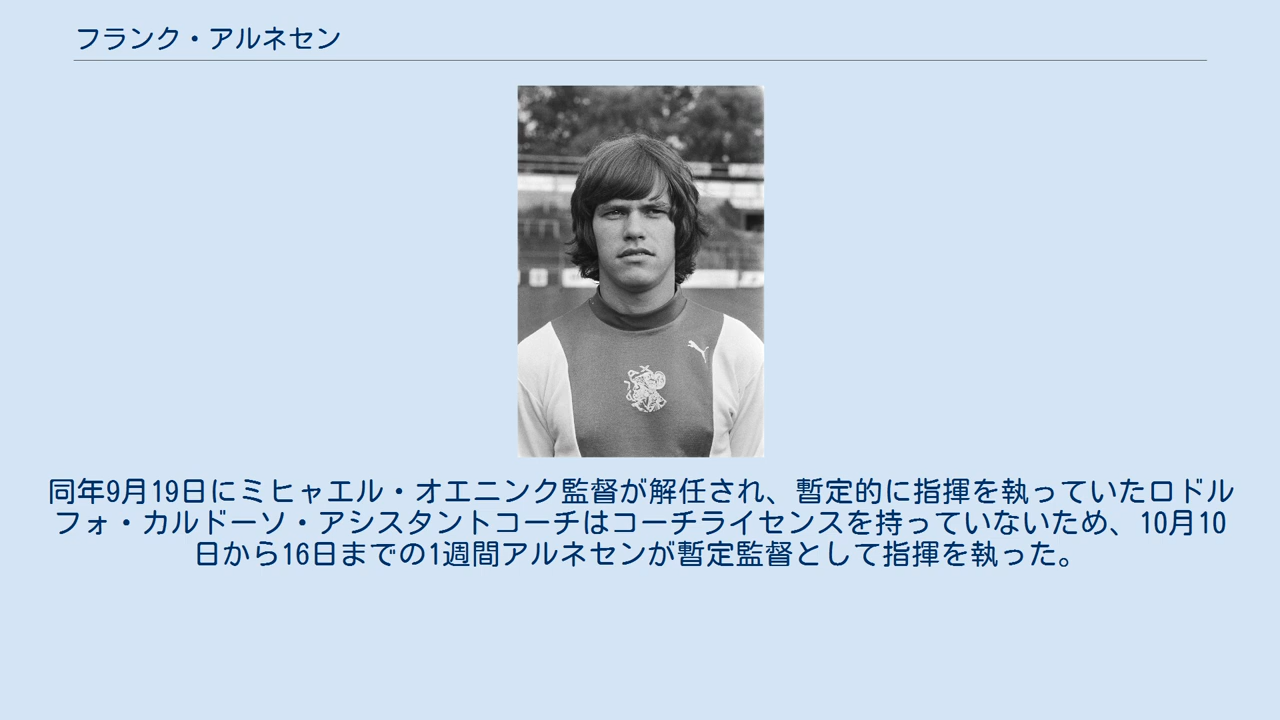 フランク・アルネセン
同年9月19日にミヒャエル・オエニンク監督が解任され、暫定的に指揮を執っていたロドル
フォ・カルドーソ・アシスタントコーチはコーチライセンスを持っていないため、10月10
日から16日までの1週間アルネセンが暫定監督として指揮を執った。